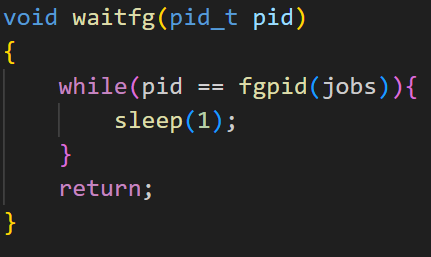 void waitfg(pid_t pid)
{
    while(pid == fgpid(jobs)){
        sleep(1);
    }
    return;
}